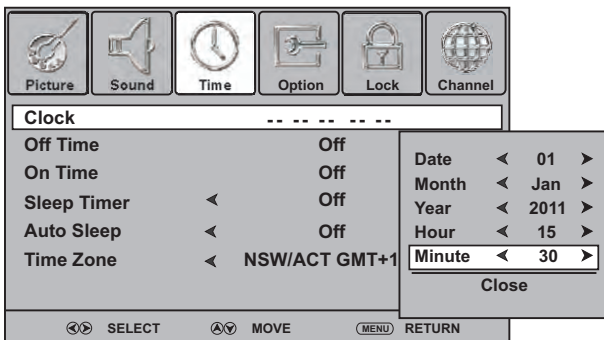 Picture Sound Time Option Lock Channel
Clock -- -- -- -- --
Off Time Off
On Time Off
Sleep Timer Off
Auto Sleep Off
Time Zone NSW/ACT GMT+1
Date 01
Month Jan
Year 2011
Hour 15
Minute 30
Close
SELECT MOVE MENU RETURN